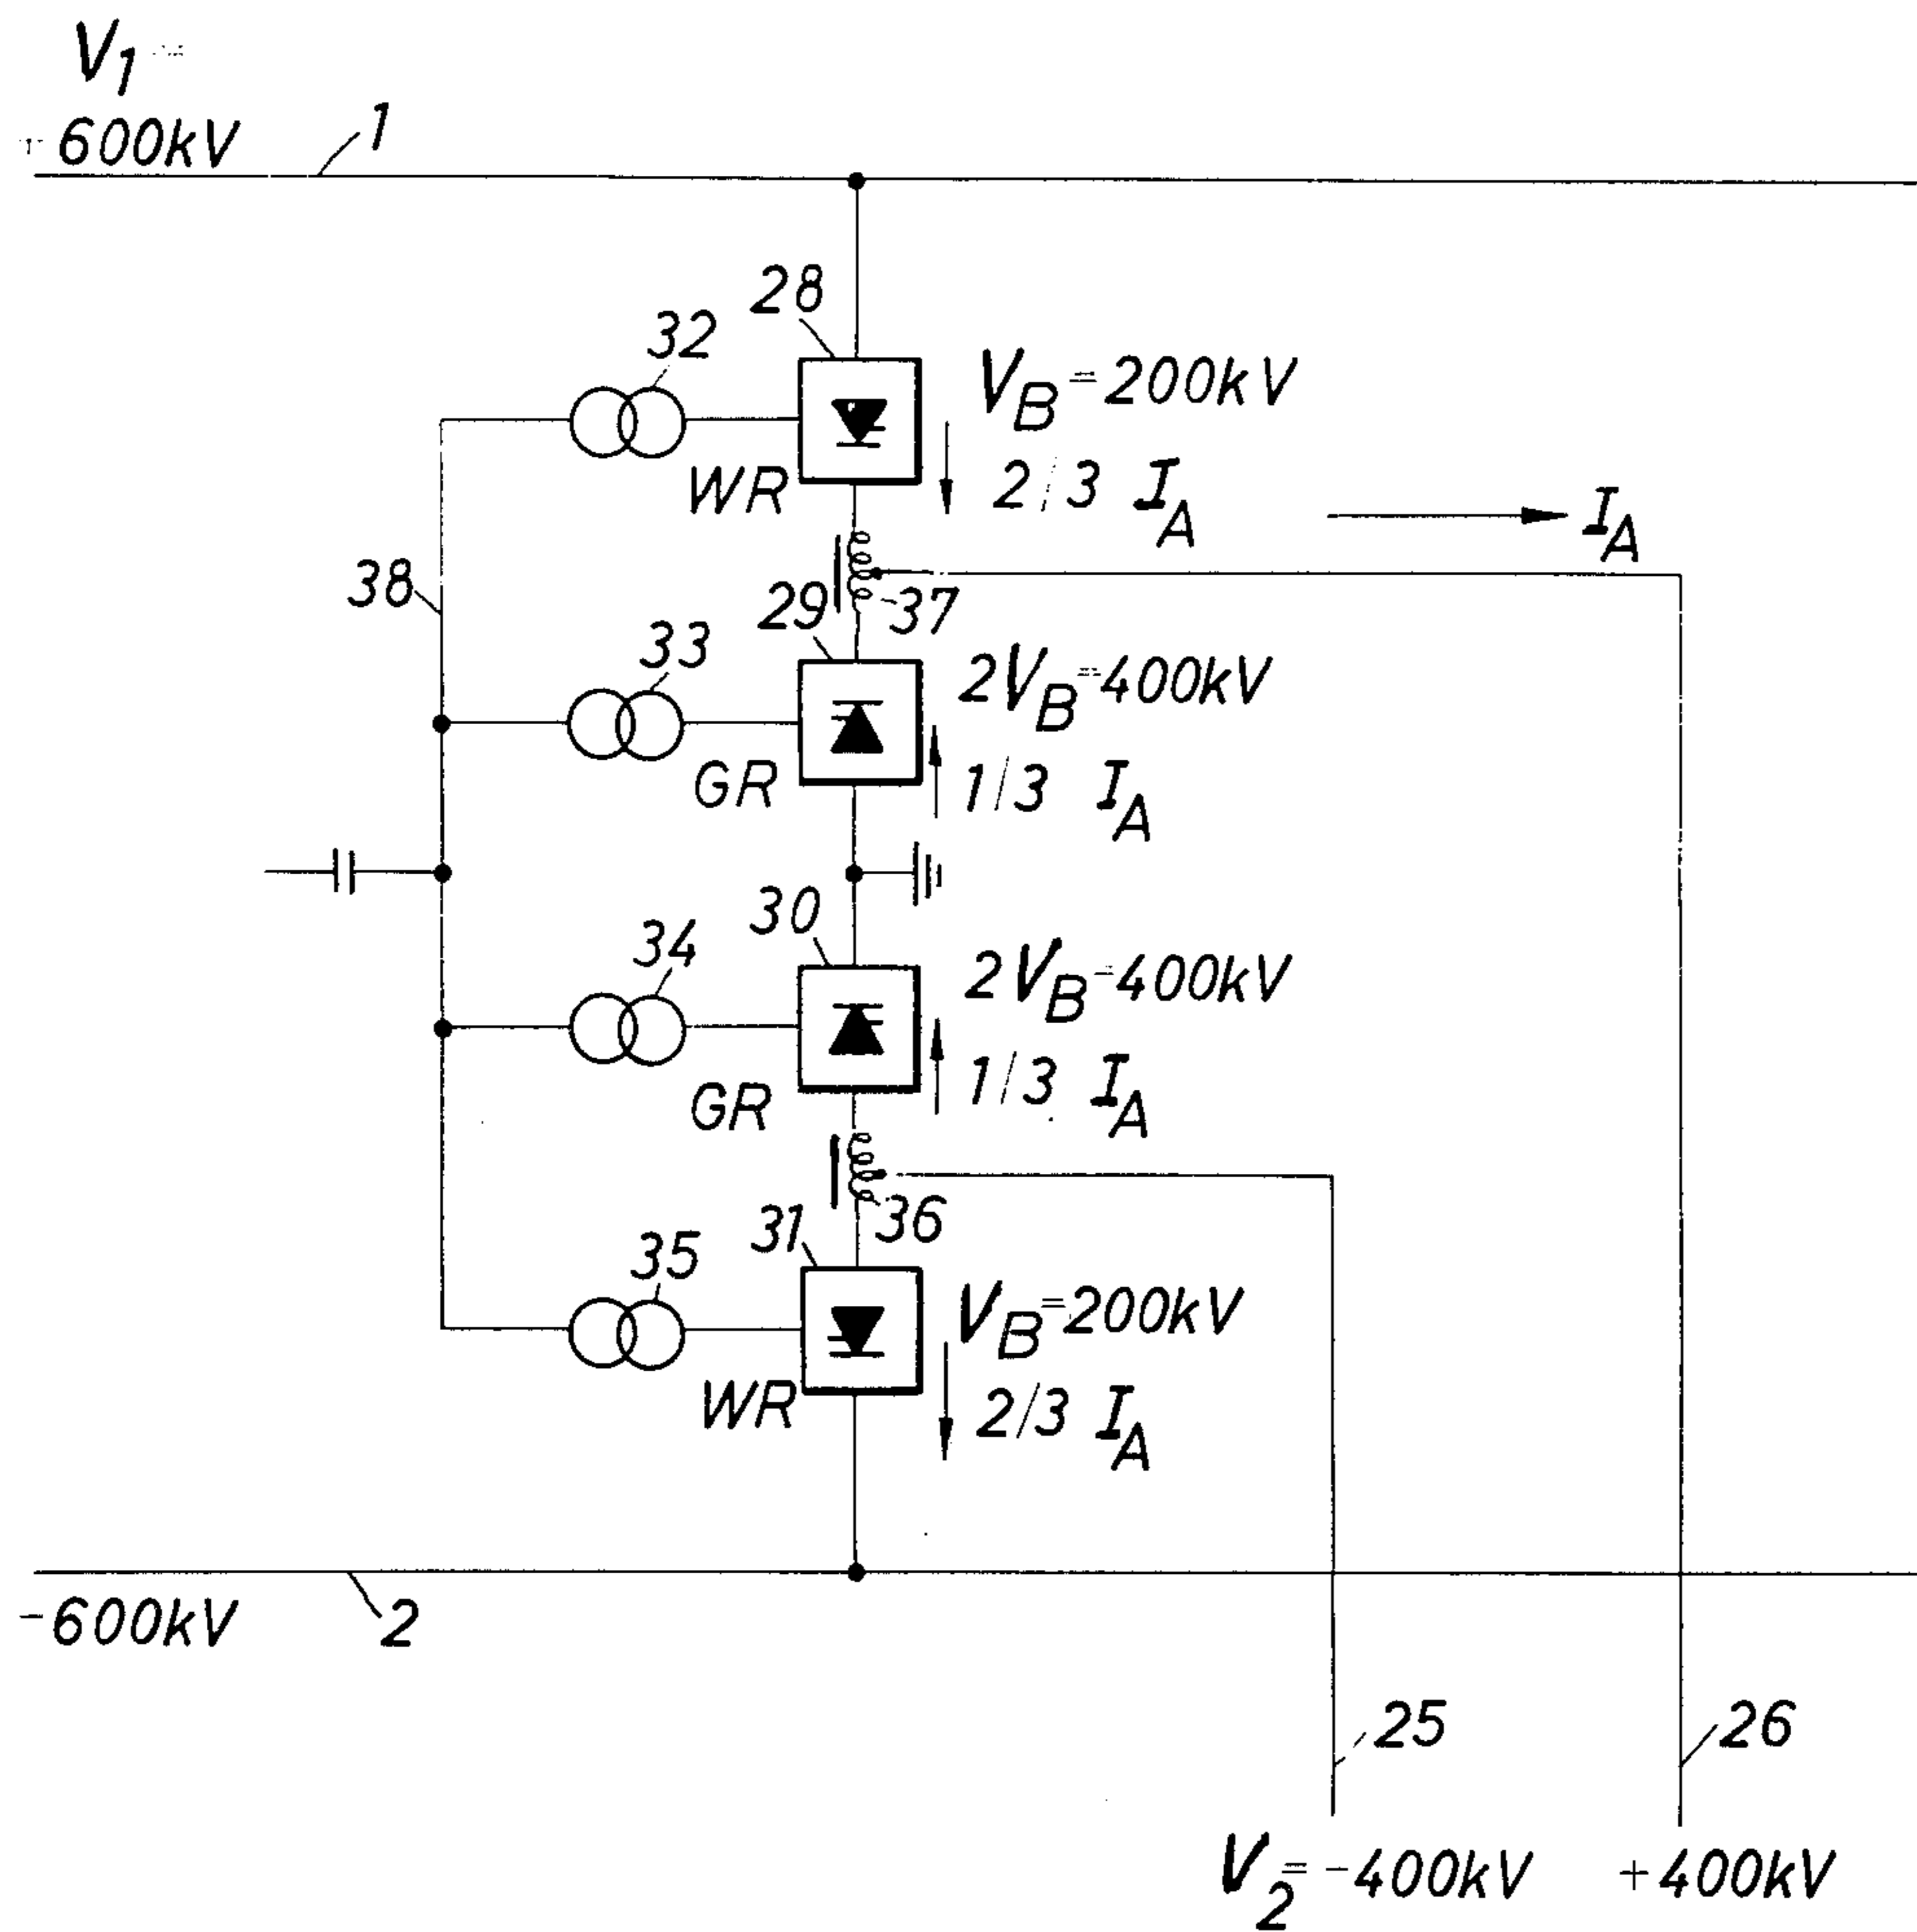 V1 =
+600kV
1
28
32
VB=200kV
WR
2/3 IA
IA
38
29
37
33
2VB=400kV
GR
1/3 IA
30
34
2VB=400kV
GR
1/3 IA
36
31
35
VB=200kV
WR
2/3 IA
-600kV
2
25
26
V2=-400kV
+400kV